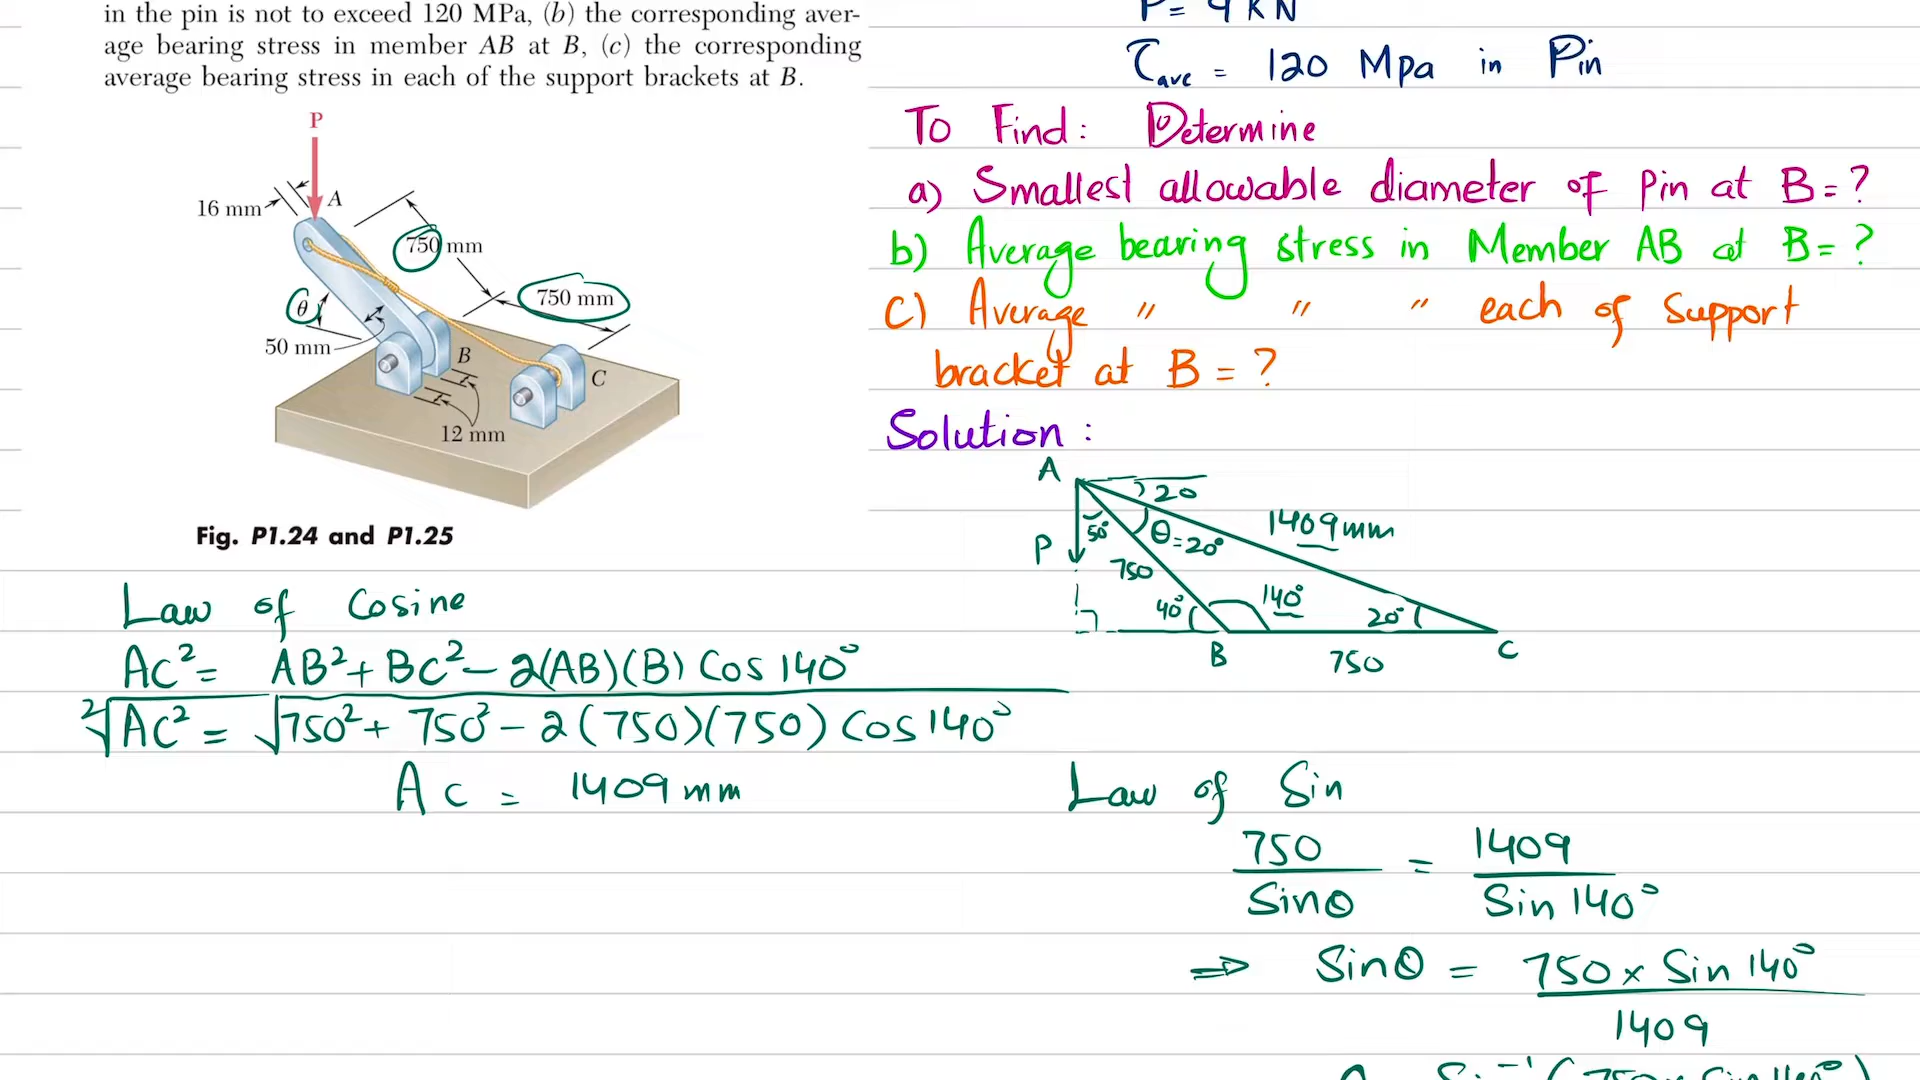 in the pin is not to exceed 120 MPa, (b) the corresponding aver-
age bearing stress in member AB at B, (c) the corresponding
average bearing stress in each of the support brackets at B.
P
16 mm
A
750 mm
750 mm
θ
50 mm
B
C
12 mm
Fig. P1.24 and P1.25
P = 9 KN
τave = 120 Mpa in Pin
To Find: Determine
a) Smallest allowable diameter of Pin at B = ?
b) Average bearing stress in Member AB at B = ?
C) Average " " " each of Support
bracket at B = ?
Solution :
A
20
50°
θ = 20°
1409mm
P
750
40°
140°
20°
B
750
C
Law of Cosine
AC² = AB² + BC² – 2(AB)(B) Cos 140°
²√AC² = √750² + 750² – 2(750)(750) Cos 140°
AC = 1409 mm
Law of Sin
750 / Sinθ = 1409 / Sin 140°
⇒ Sinθ = 750 × Sin 140° / 1409